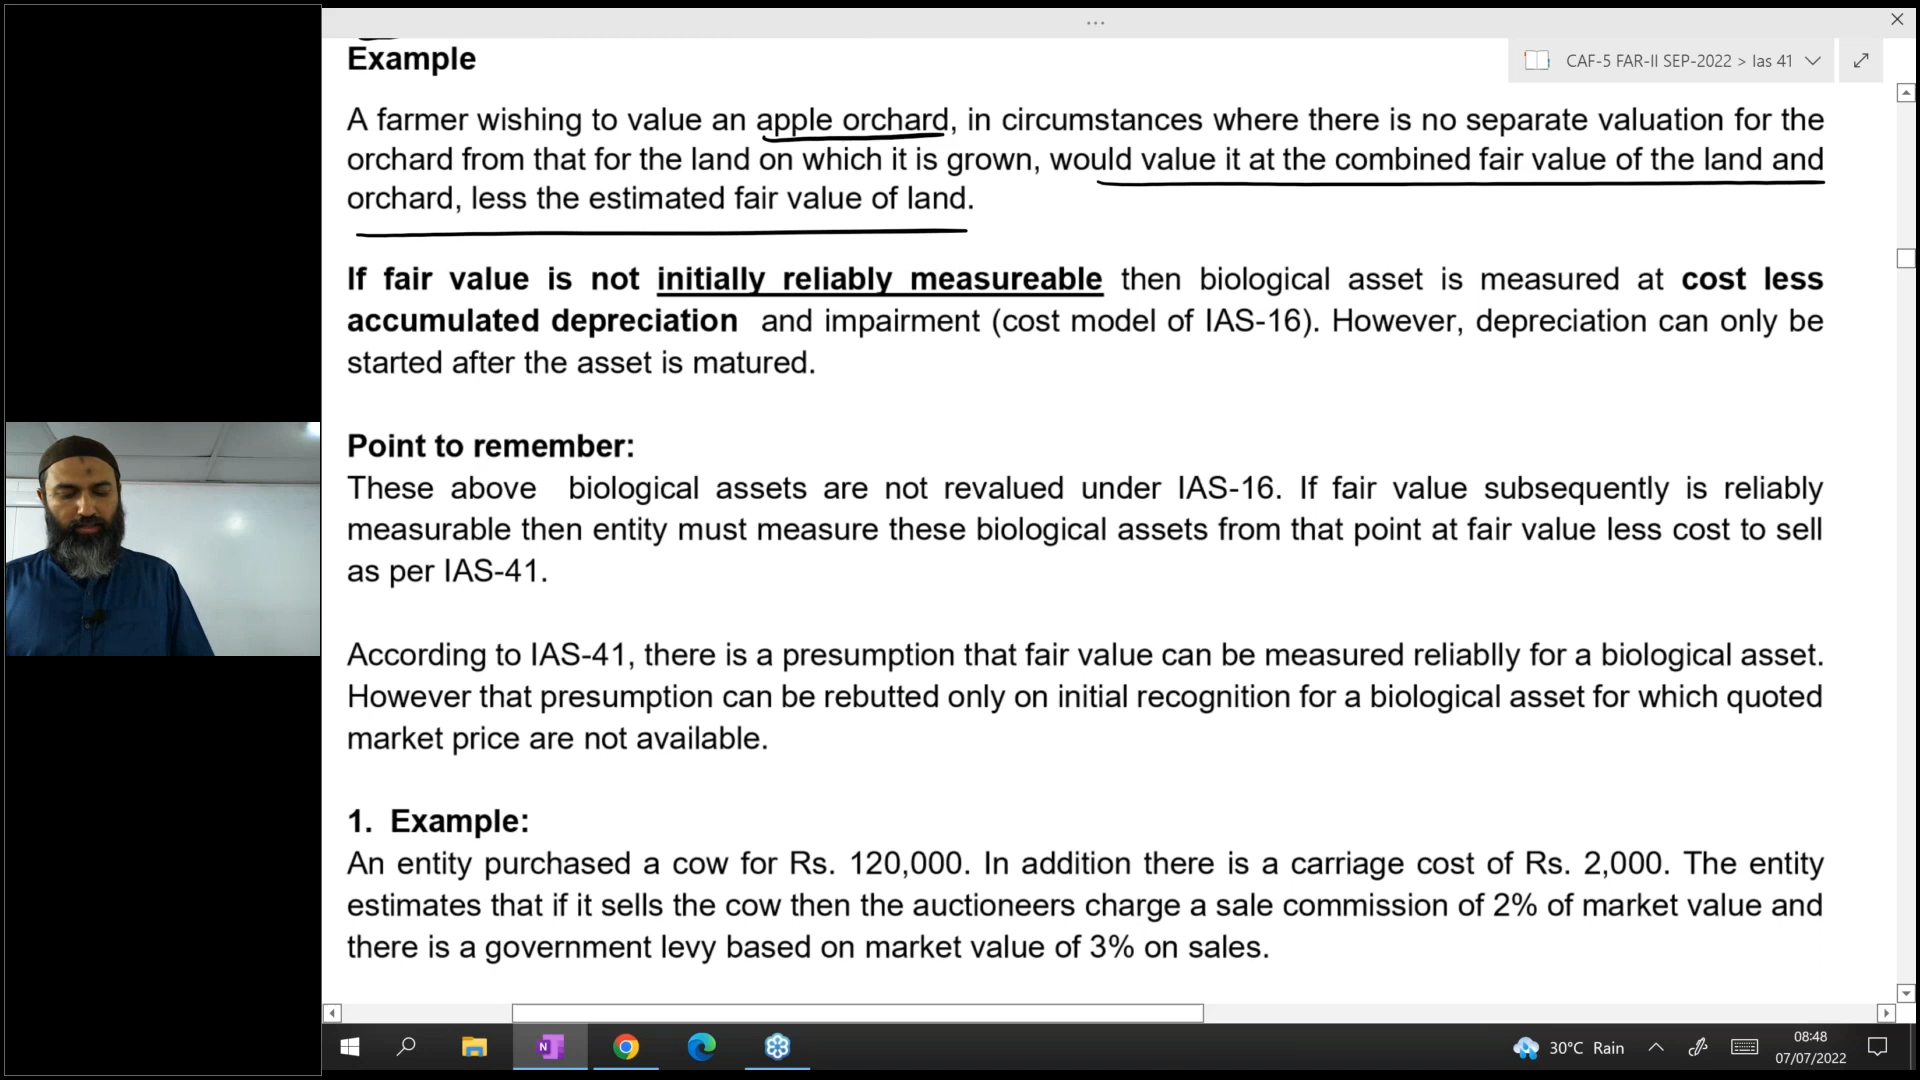 Example
CAF-5 FAR-II SEP-2022 > Ias 41
A farmer wishing to value an apple orchard, in circumstances where there is no separate valuation for the
orchard from that for the land on which it is grown, would value it at the combined fair value of the land and
orchard, less the estimated fair value of land.
If fair value is not initially reliably measureable then biological asset is measured at cost less
accumulated depreciation and impairment (cost model of IAS-16). However, depreciation can only be
started after the asset is matured.
Point to remember:
These above biological assets are not revalued under IAS-16. If fair value subsequently is reliably
measurable then entity must measure these biological assets from that point at fair value less cost to sell
as per IAS-41.
According to IAS-41, there is a presumption that fair value can be measured reliablly for a biological asset.
However that presumption can be rebutted only on initial recognition for a biological asset for which quoted
market price are not available.
1. Example:
An entity purchased a cow for Rs. 120,000. In addition there is a carriage cost of Rs. 2,000. The entity
estimates that if it sells the cow then the auctioneers charge a sale commission of 2% of market value and
there is a government levy based on market value of 3% on sales.
N
30°C Rain
08:48
07/07/2022